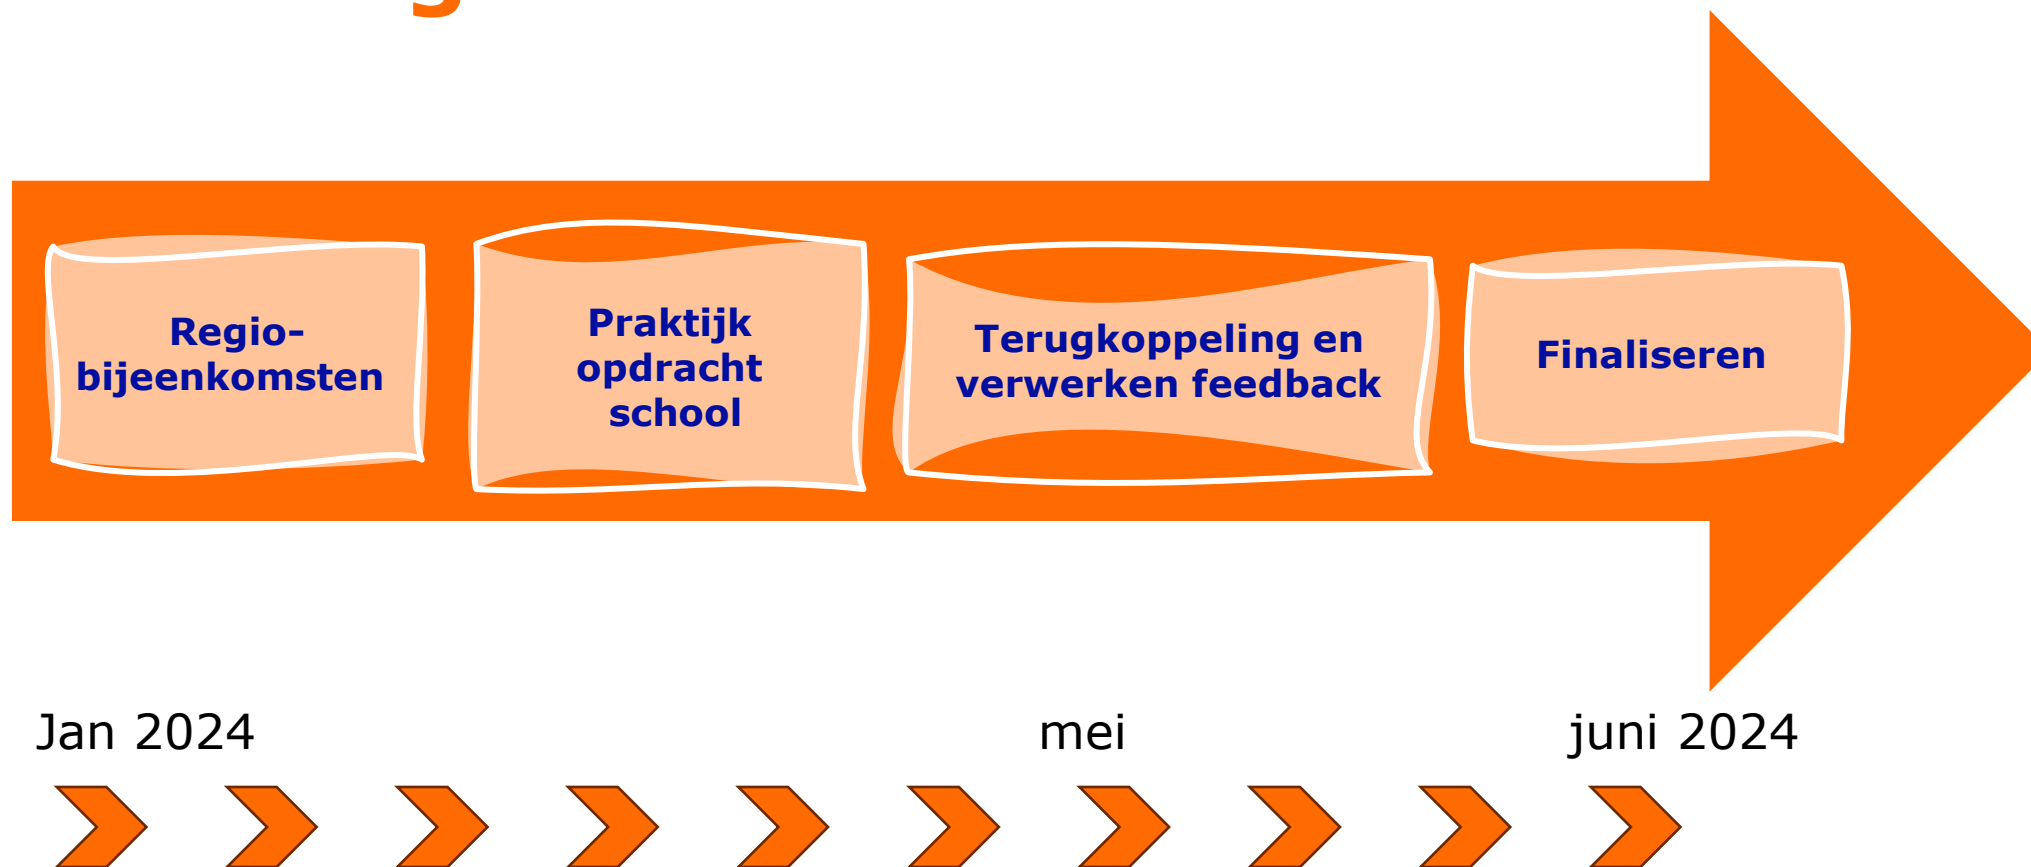 Regio-
bijeenkomsten
Praktijk
opdracht
school
Terugkoppeling en
verwerken feedback
Finaliseren
Jan 2024
mei
juni 2024